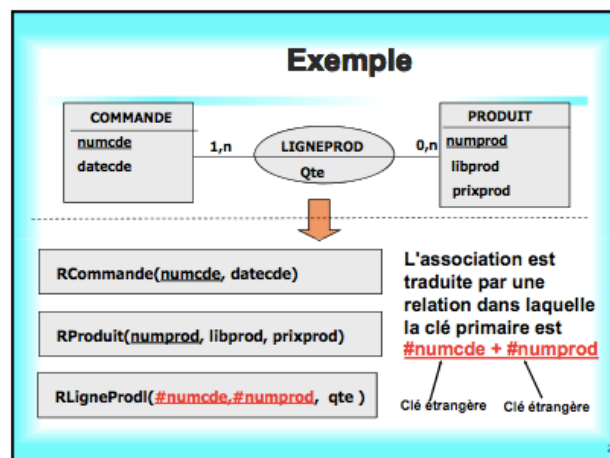 Exemple
COMMANDE
numcde
datecde
1,n
LIGNEPROD
Qte
0,n
PRODUIT
numprod
libprod
prixprod
RCommande(numcde, datecde)
RProduit(numprod, libprod, prixprod)
RLigneProdl(#numcde,#numprod, qte )
L'association est
traduite par une
relation dans laquelle
la clé primaire est
#numcde + #numprod
Clé étrangère
Clé étrangère